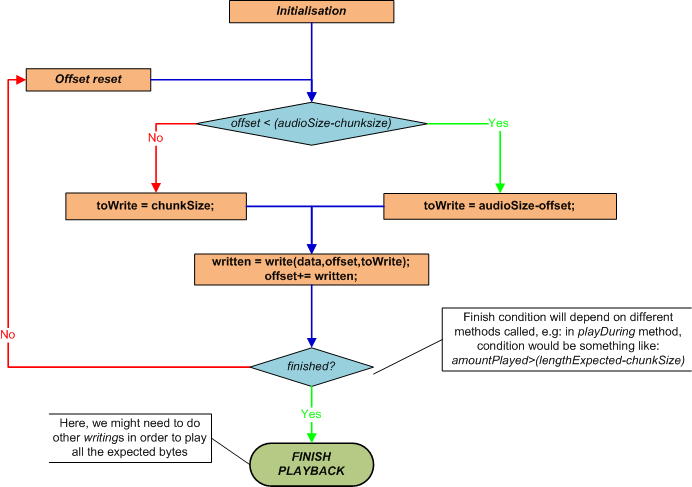 Initialisation
Offset reset
offset < (audioSize-chunksize)
No
Yes
toWrite = chunkSize;
toWrite = audioSize-offset;
written = write(data,offset,toWrite);
offset+= written;
Finish condition will depend on different
methods called, e.g: in playDuring method,
condition would be something like:
amountPlayed>(lengthExpected-chunkSize)
No
finished?
Yes
Here, we might need to do
other writings in order to play
all the expected bytes
FINISH
PLAYBACK